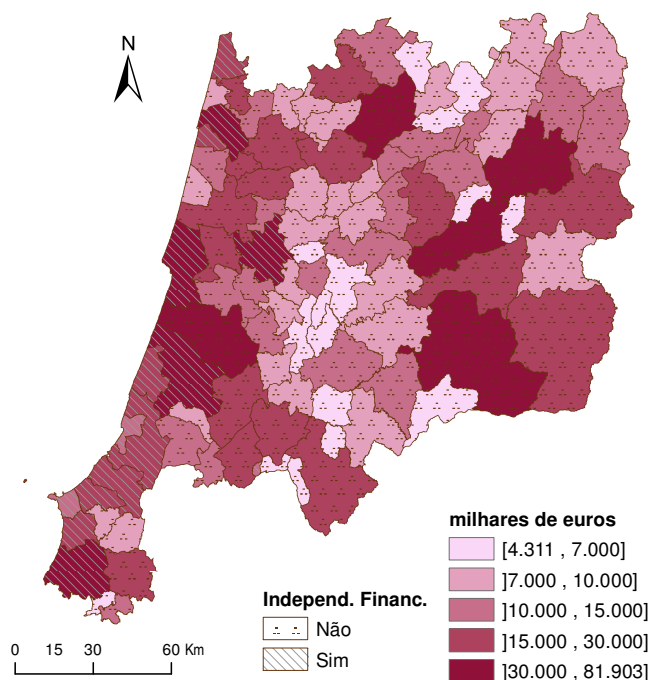 N
milhares de euros
[4.311 , 7.000]
]7.000 , 10.000]
]10.000 , 15.000]
]15.000 , 30.000]
]30.000 , 81.903]
Independ. Financ.
Não
Sim
0 15 30 60 Km